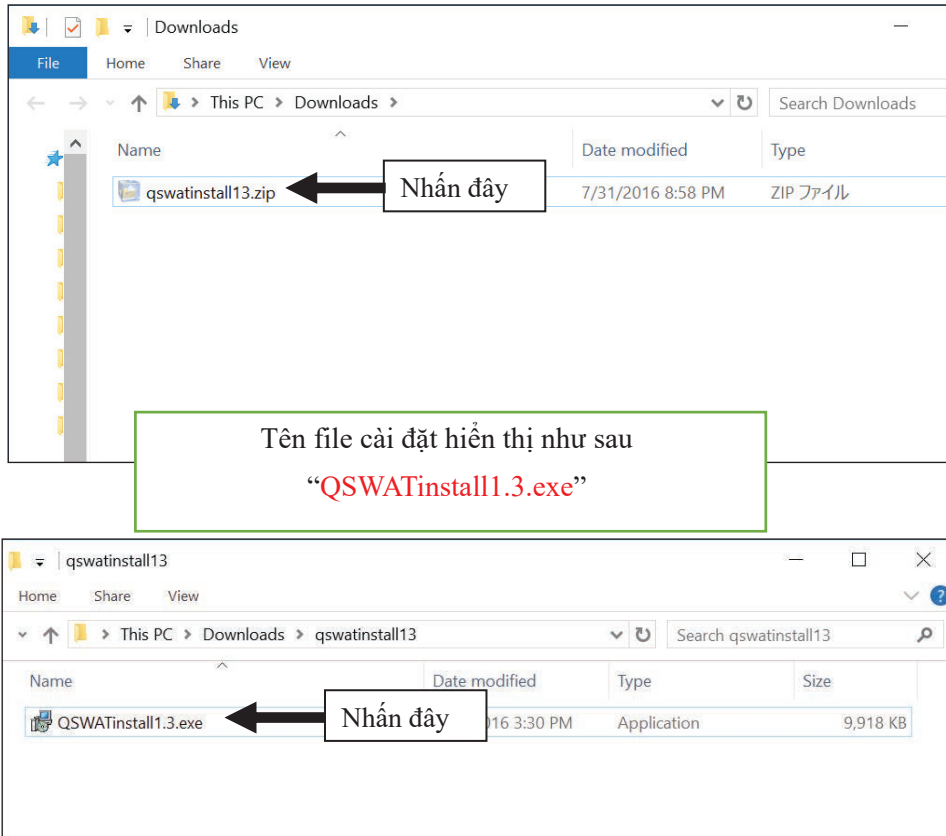 Downloads
File Home Share View
This PC > Downloads > Search Downloads
Name Date modified Type
qswatinstall13.zip Nhấn đây 7/31/2016 8:58 PM ZIP ファイル
Tên file cài đặt hiển thị như sau
“QSWATinstall1.3.exe”
qswatinstall13
Home Share View
This PC > Downloads > qswatinstall13 Search qswatinstall13
Name Date modified Type Size
QSWATinstall1.3.exe Nhấn đây 016 3:30 PM Application 9,918 KB